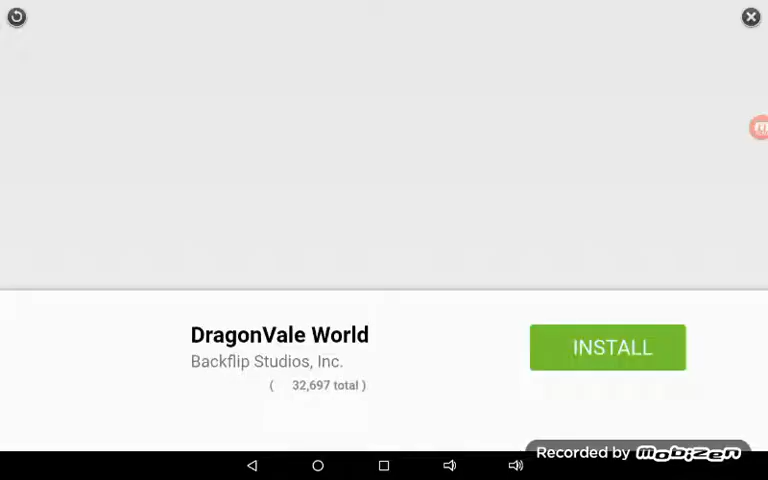 DragonVale World
Backflip Studios, Inc.
( 32,697 total )
INSTALL
Recorded by mobizen